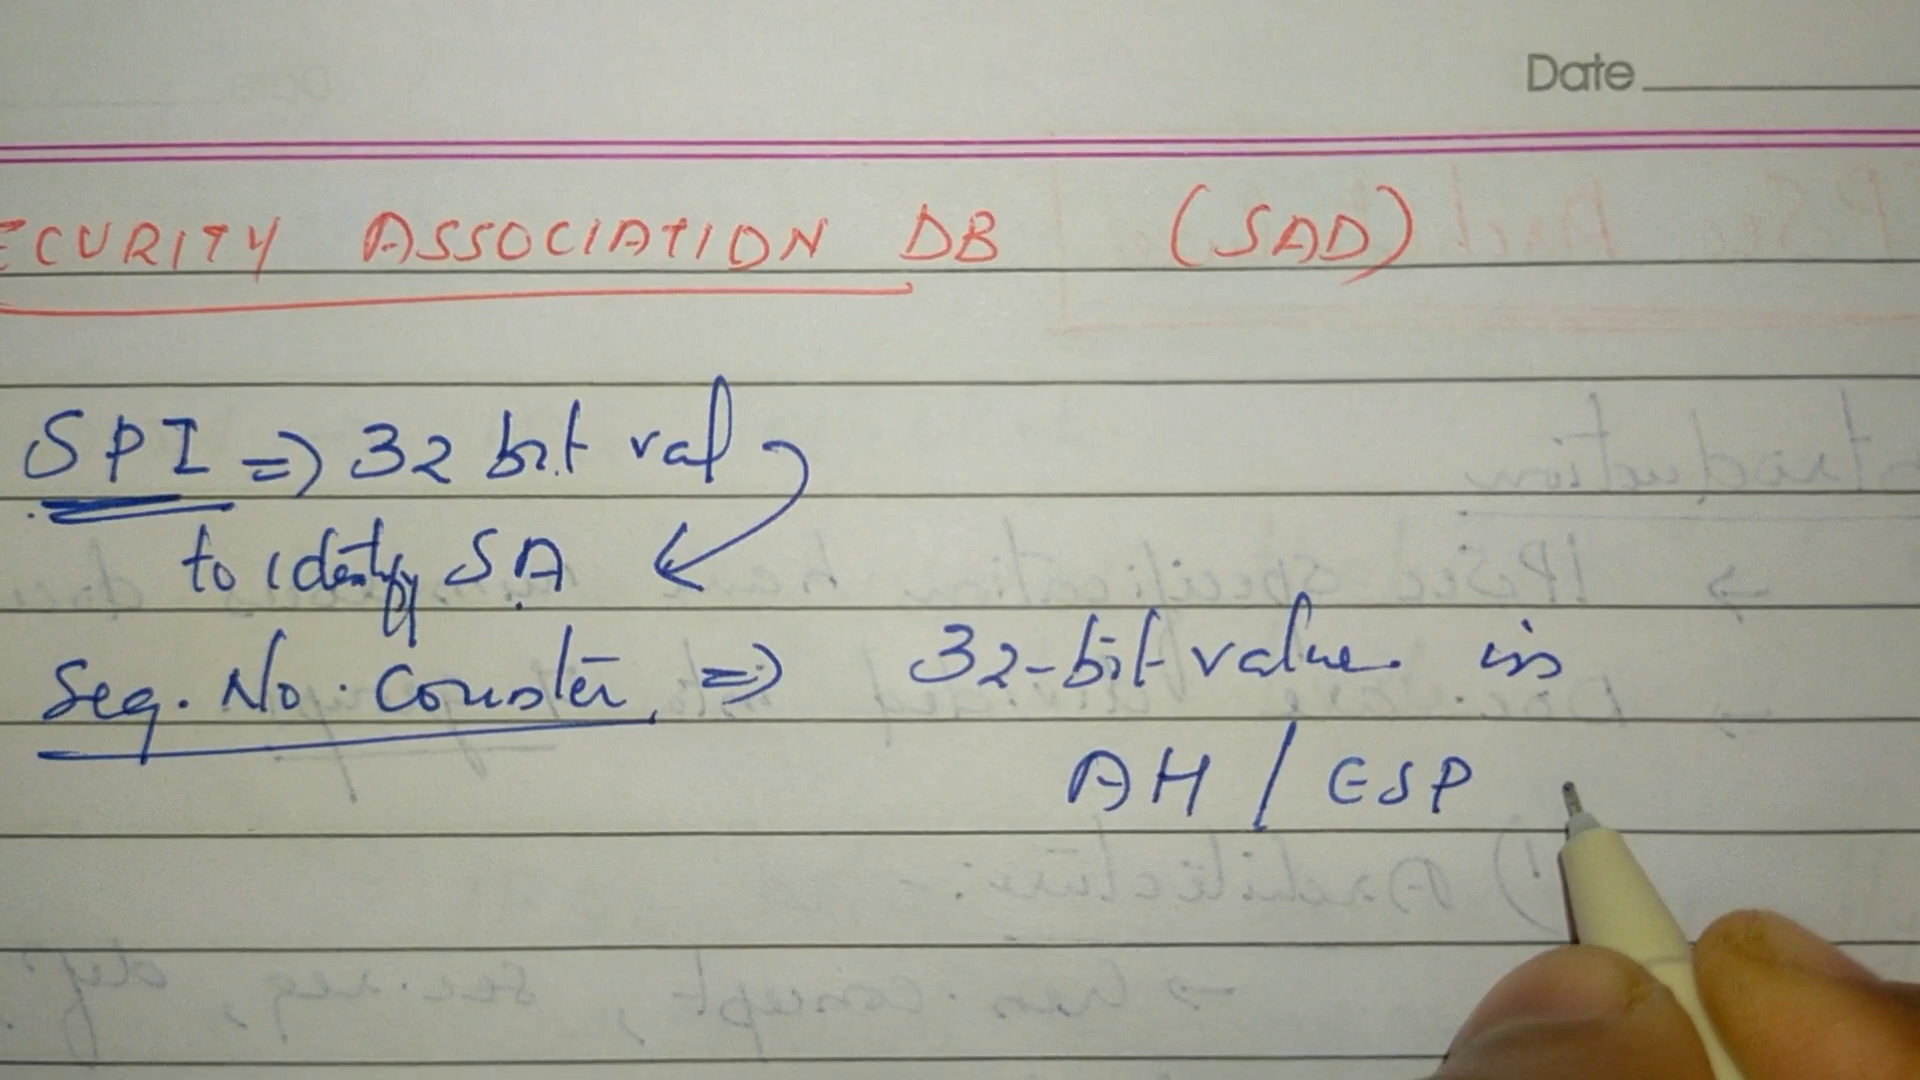 Date
ECURITY ASSOCIATION DB (SAD)
SPI => 32 bit val
to identify SA
Seq. No. Counter => 32-bit value in
AH / ESP